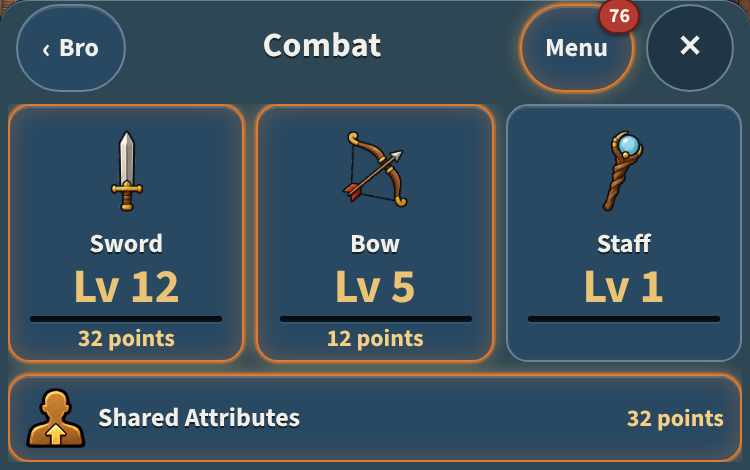 ‹ Bro
Combat
Menu
76
✕
Sword
Lv 12
32 points
Bow
Lv 5
12 points
Staff
Lv 1
Shared Attributes
32 points